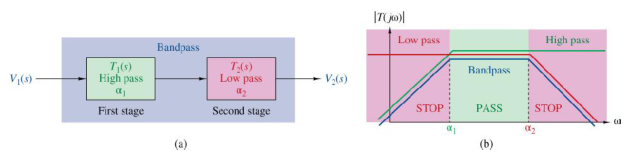 Bandpass
V₁(s)
T₁(s)
High pass
α₁
T₂(s)
Low pass
α₂
V₂(s)
First stage
Second stage
(a)
|T(jω)|
Low pass
High pass
Bandpass
STOP
PASS
STOP
α₁
α₂
ω
(b)